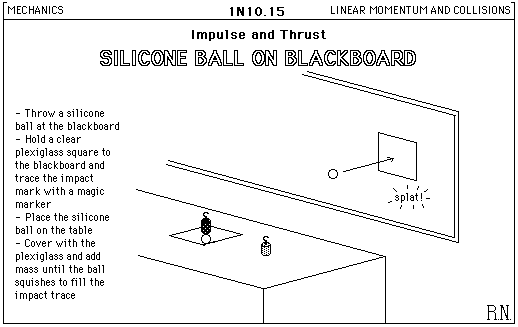 MECHANICS
1N10.15
LINEAR MOMENTUM AND COLLISIONS
Impulse and Thrust
SILICONE BALL ON BLACKBOARD
- Throw a silicone
ball at the blackboard
- Hold a clear
plexiglass square to
the blackboard and
trace the impact
mark with a magic
marker
- Place the silicone
ball on the table
- Cover with the
plexiglass and add
mass until the ball
squishes to fill the
impact trace
splat!
R.N.